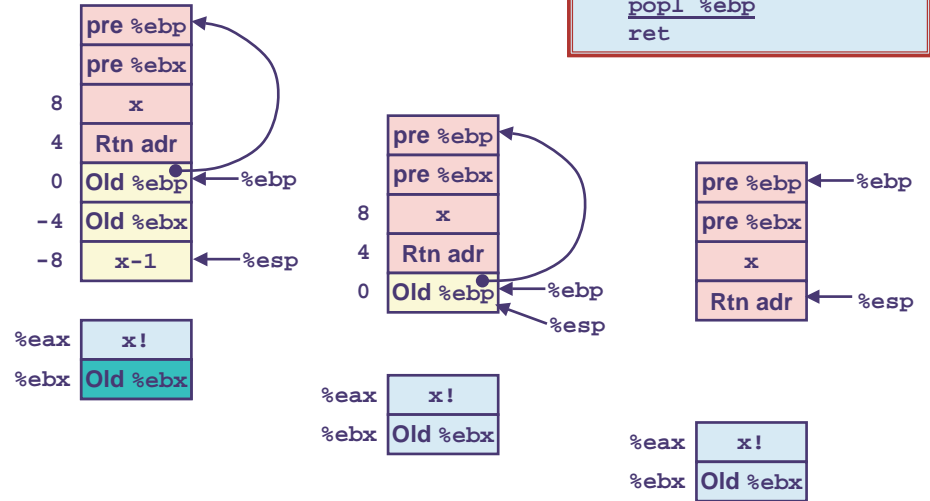 popl %ebp
ret
pre %ebp
pre %ebx
8 x
4 Rtn adr
0 Old %ebp %ebp
-4 Old %ebx
-8 x-1 %esp
%eax x!
%ebx Old %ebx
pre %ebp
pre %ebx
8 x
4 Rtn adr
0 Old %ebp %ebp
%esp
%eax x!
%ebx Old %ebx
pre %ebp %ebp
pre %ebx
x
Rtn adr %esp
%eax x!
%ebx Old %ebx